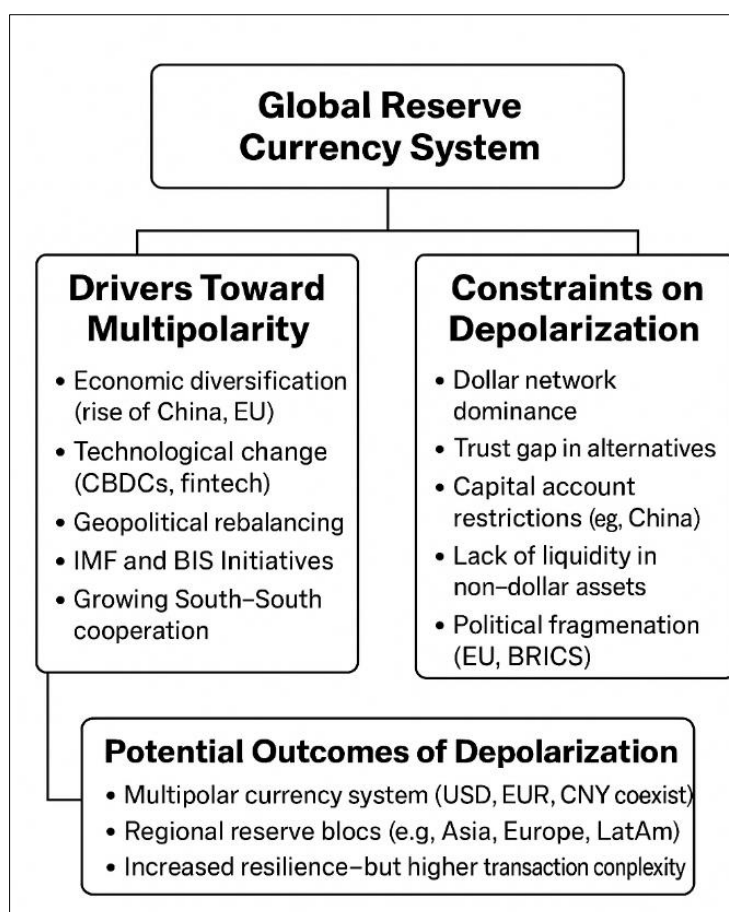 Global Reserve
Currency System
Drivers Toward
Multipolarity
• Economic diversification
(rise of China, EU)
• Technological change
(CBDCs, fintech)
• Geopolitical rebalancing
• IMF and BIS Initiatives
• Growing South–South
cooperation
Constraints on
Depolarization
• Dollar network
dominance
• Trust gap in alternatives
• Capital account
restrictions (eg, China)
• Lack of liquidity in
non–dollar assets
• Political fragmenation
(EU, BRICS)
Potential Outcomes of Depolarization
• Multipolar currency system (USD, EUR, CNY coexist)
• Regional reserve blocs (e.g, Asia, Europe, LatAm)
• Increased resilience–but higher transaction conplexity